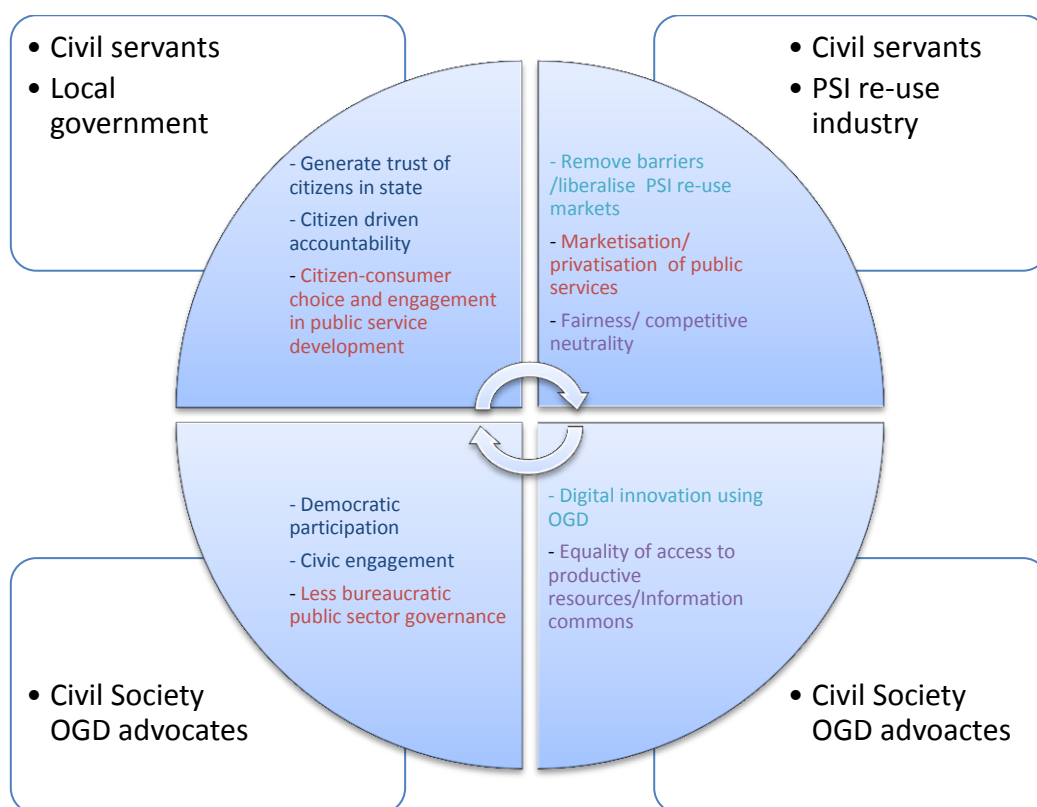 • Civil servants
• Local
government
• Civil servants
• PSI re-use
industry
- Generate trust of
citizens in state
- Citizen driven
accountability
- Citizen-consumer
choice and engagement
in public service
development
- Remove barriers
/liberalise PSI re-use
markets
- Marketisation/
privatisation of public
services
- Fairness/ competitive
neutrality
- Democratic
participation
- Civic engagement
- Less bureaucratic
public sector governance
- Digital innovation using
OGD
- Equality of access to
productive
resources/Information
commons
• Civil Society
OGD advocates
• Civil Society
OGD advoactes